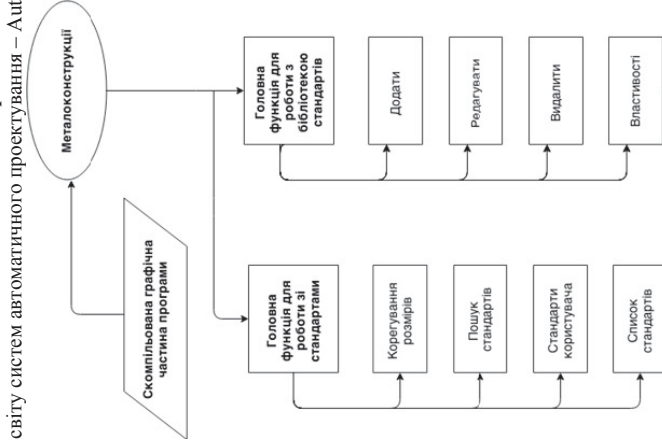 світу систем автоматичного проектування – Aut
Металоконструкції
Скомпільована графічна
частина програми
Головна
функція для
роботи з
бібліотекою
стандартів
Додати
Редагувати
Видалити
Властивості
Головна
функція для
роботи зі
стандартами
Корегування
розмірів
Пошук
стандартів
Стандарти
користувача
Список
стандартів